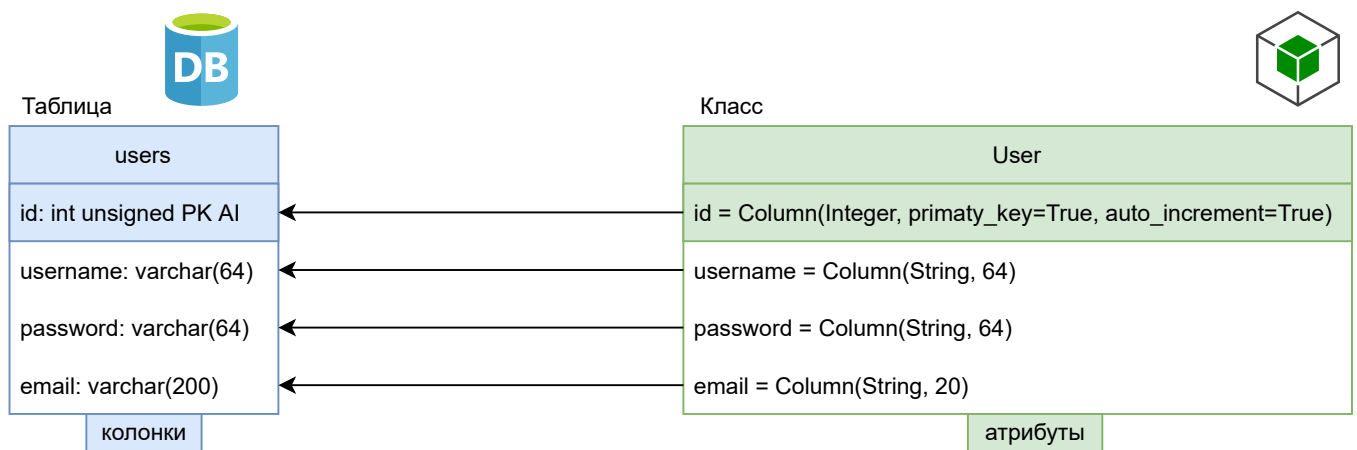 DB
Таблица
users
id: int unsigned PK AI
username: varchar(64)
password: varchar(64)
email: varchar(200)
колонки
Класс
User
id = Column(Integer, primaty_key=True, auto_increment=True)
username = Column(String, 64)
password = Column(String, 64)
email = Column(String, 20)
атрибуты